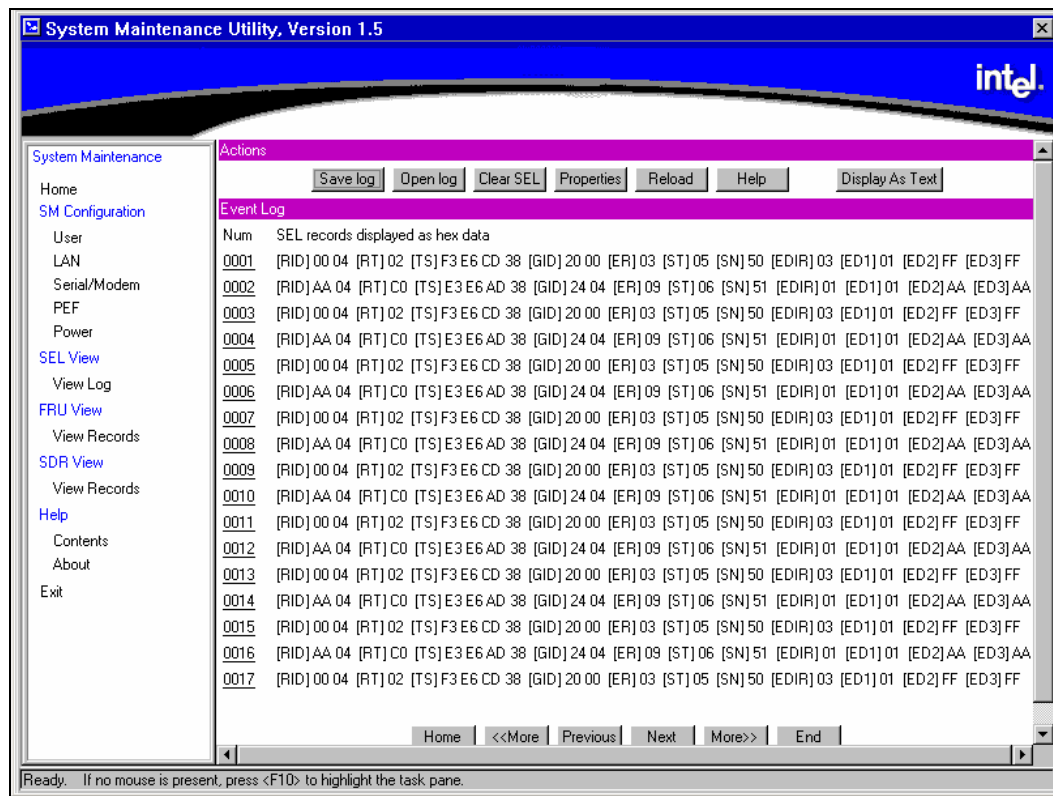 System Maintenance Utility, Version 1.5
intel.
System Maintenance
Home
SM Configuration
User
LAN
Serial/Modem
PEF
Power
SEL View
View Log
FRU View
View Records
SDR View
View Records
Help
Contents
About
Exit
Actions
Save log Open log Clear SEL Properties Reload Help Display As Text
Event Log
Num SEL records displayed as hex data
0001 [RID] 00 04 [RT] 02 [TS] F3 E6 CD 38 [GID] 20 00 [ER] 03 [ST] 05 [SN] 50 [EDIR] 03 [ED1] 01 [ED2] FF [ED3] FF
0002 [RID] AA 04 [RT] C0 [TS] E3 E6 AD 38 [GID] 24 04 [ER] 09 [ST] 06 [SN] 51 [EDIR] 01 [ED1] 01 [ED2] AA [ED3] AA
0003 [RID] 00 04 [RT] 02 [TS] F3 E6 CD 38 [GID] 20 00 [ER] 03 [ST] 05 [SN] 50 [EDIR] 03 [ED1] 01 [ED2] FF [ED3] FF
0004 [RID] AA 04 [RT] C0 [TS] E3 E6 AD 38 [GID] 24 04 [ER] 09 [ST] 06 [SN] 51 [EDIR] 01 [ED1] 01 [ED2] AA [ED3] AA
0005 [RID] 00 04 [RT] 02 [TS] F3 E6 CD 38 [GID] 20 00 [ER] 03 [ST] 05 [SN] 50 [EDIR] 03 [ED1] 01 [ED2] FF [ED3] FF
0006 [RID] AA 04 [RT] C0 [TS] E3 E6 AD 38 [GID] 24 04 [ER] 09 [ST] 06 [SN] 51 [EDIR] 01 [ED1] 01 [ED2] AA [ED3] AA
0007 [RID] 00 04 [RT] 02 [TS] F3 E6 CD 38 [GID] 20 00 [ER] 03 [ST] 05 [SN] 50 [EDIR] 03 [ED1] 01 [ED2] FF [ED3] FF
0008 [RID] AA 04 [RT] C0 [TS] E3 E6 AD 38 [GID] 24 04 [ER] 09 [ST] 06 [SN] 51 [EDIR] 01 [ED1] 01 [ED2] AA [ED3] AA
0009 [RID] 00 04 [RT] 02 [TS] F3 E6 CD 38 [GID] 20 00 [ER] 03 [ST] 05 [SN] 50 [EDIR] 03 [ED1] 01 [ED2] FF [ED3] FF
0010 [RID] AA 04 [RT] C0 [TS] E3 E6 AD 38 [GID] 24 04 [ER] 09 [ST] 06 [SN] 51 [EDIR] 01 [ED1] 01 [ED2] AA [ED3] AA
0011 [RID] 00 04 [RT] 02 [TS] F3 E6 CD 38 [GID] 20 00 [ER] 03 [ST] 05 [SN] 50 [EDIR] 03 [ED1] 01 [ED2] FF [ED3] FF
0012 [RID] AA 04 [RT] C0 [TS] E3 E6 AD 38 [GID] 24 04 [ER] 09 [ST] 06 [SN] 51 [EDIR] 01 [ED1] 01 [ED2] AA [ED3] AA
0013 [RID] 00 04 [RT] 02 [TS] F3 E6 CD 38 [GID] 20 00 [ER] 03 [ST] 05 [SN] 50 [EDIR] 03 [ED1] 01 [ED2] FF [ED3] FF
0014 [RID] AA 04 [RT] C0 [TS] E3 E6 AD 38 [GID] 24 04 [ER] 09 [ST] 06 [SN] 51 [EDIR] 01 [ED1] 01 [ED2] AA [ED3] AA
0015 [RID] 00 04 [RT] 02 [TS] F3 E6 CD 38 [GID] 20 00 [ER] 03 [ST] 05 [SN] 50 [EDIR] 03 [ED1] 01 [ED2] FF [ED3] FF
0016 [RID] AA 04 [RT] C0 [TS] E3 E6 AD 38 [GID] 24 04 [ER] 09 [ST] 06 [SN] 51 [EDIR] 01 [ED1] 01 [ED2] AA [ED3] AA
0017 [RID] 00 04 [RT] 02 [TS] F3 E6 CD 38 [GID] 20 00 [ER] 03 [ST] 05 [SN] 50 [EDIR] 03 [ED1] 01 [ED2] FF [ED3] FF
Home <<More Previous Next More>> End
Ready. If no mouse is present, press <F10> to highlight the task pane.